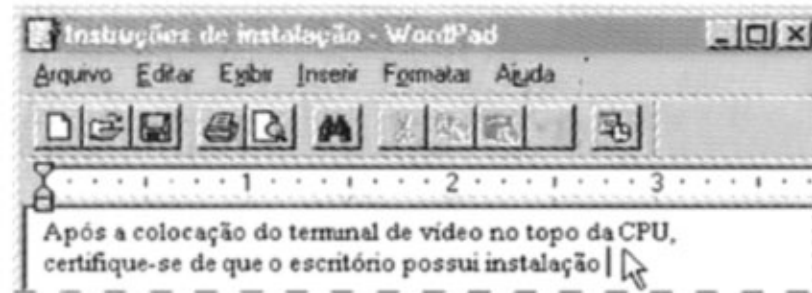 Instruções de instalação - WordPad
Arquivo Editar Exibir Inserir Formatar Ajuda
1 2 3
Após a colocação do terminal de vídeo no topo da CPU,
certifique-se de que o escritório possui instalação